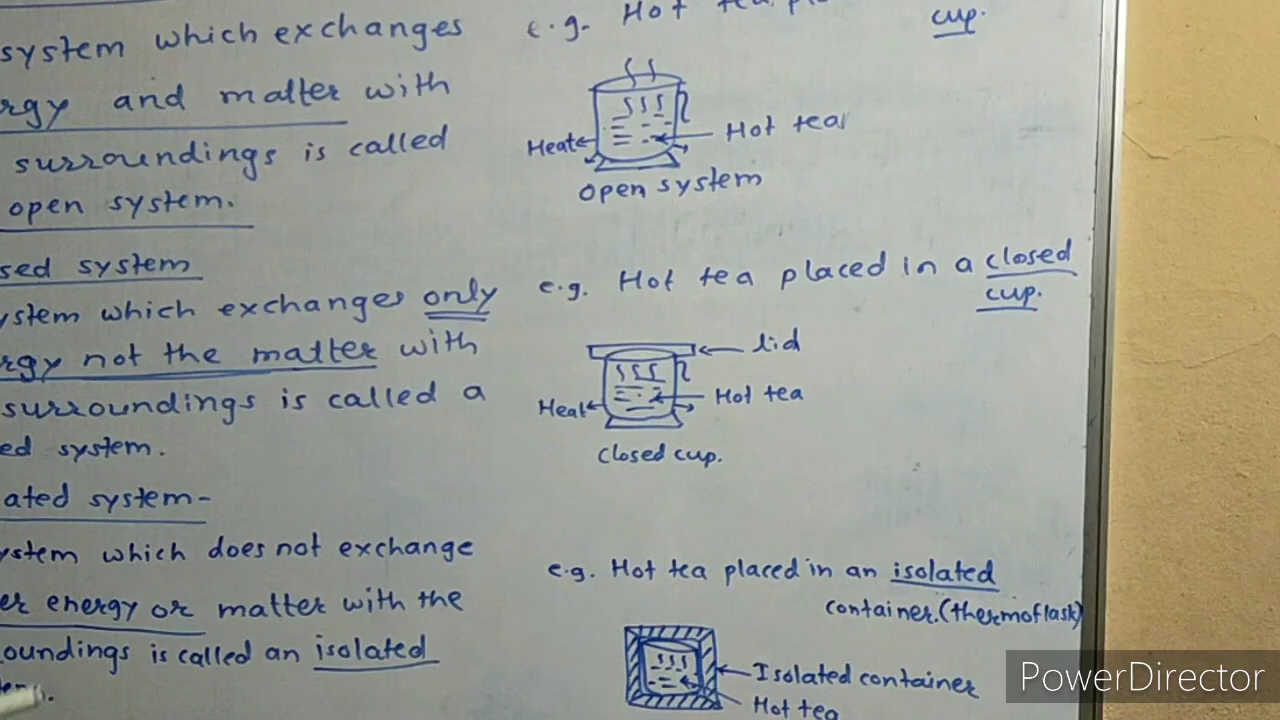 system which exchanges
rgy and matter with
surroundings is called
open system.
sed system
ystem which exchanges only
rgy not the matter with
surroundings is called a
ed system.
ated system-
ystem which does not exchange
er energy or matter with the
oundings is called an isolated
e.g. Hot tea
cup.
Heat
Hot tea
open system
e.g. Hot tea placed in a closed
cup.
Lid
Heat
Hot tea
Closed cup.
e.g. Hot tea placed in an isolated
container.(thermoflask)
Isolated container
Hot tea
PowerDirector